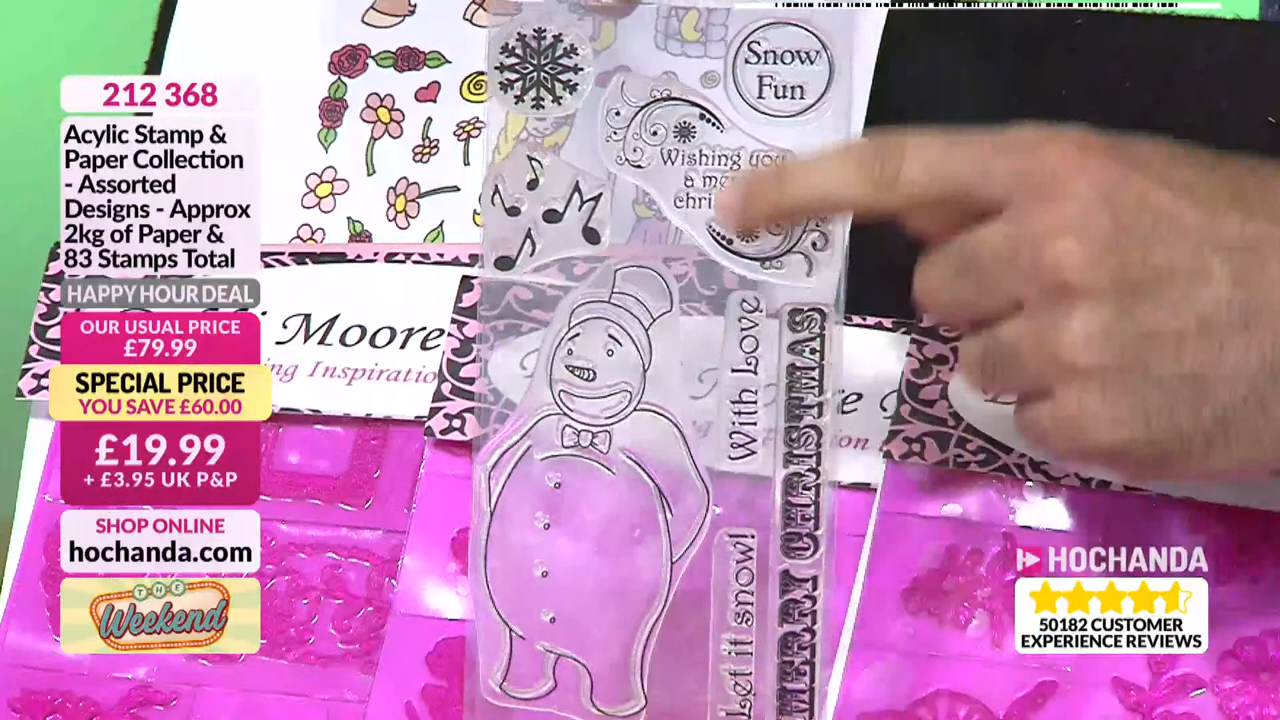 212 368
Acylic Stamp &
Paper Collection
- Assorted
Designs - Approx
2kg of Paper &
83 Stamps Total
HAPPY HOUR DEAL
OUR USUAL PRICE
£79.99
SPECIAL PRICE
YOU SAVE £60.00
£19.99
+ £3.95 UK P&P
SHOP ONLINE
hochanda.com
THE
Weekend
Moore
Snow
Fun
Wishing you
a
With Love
Let it snow!
MERRY CHRISTMAS
HOCHANDA
50182 CUSTOMER
EXPERIENCE REVIEWS